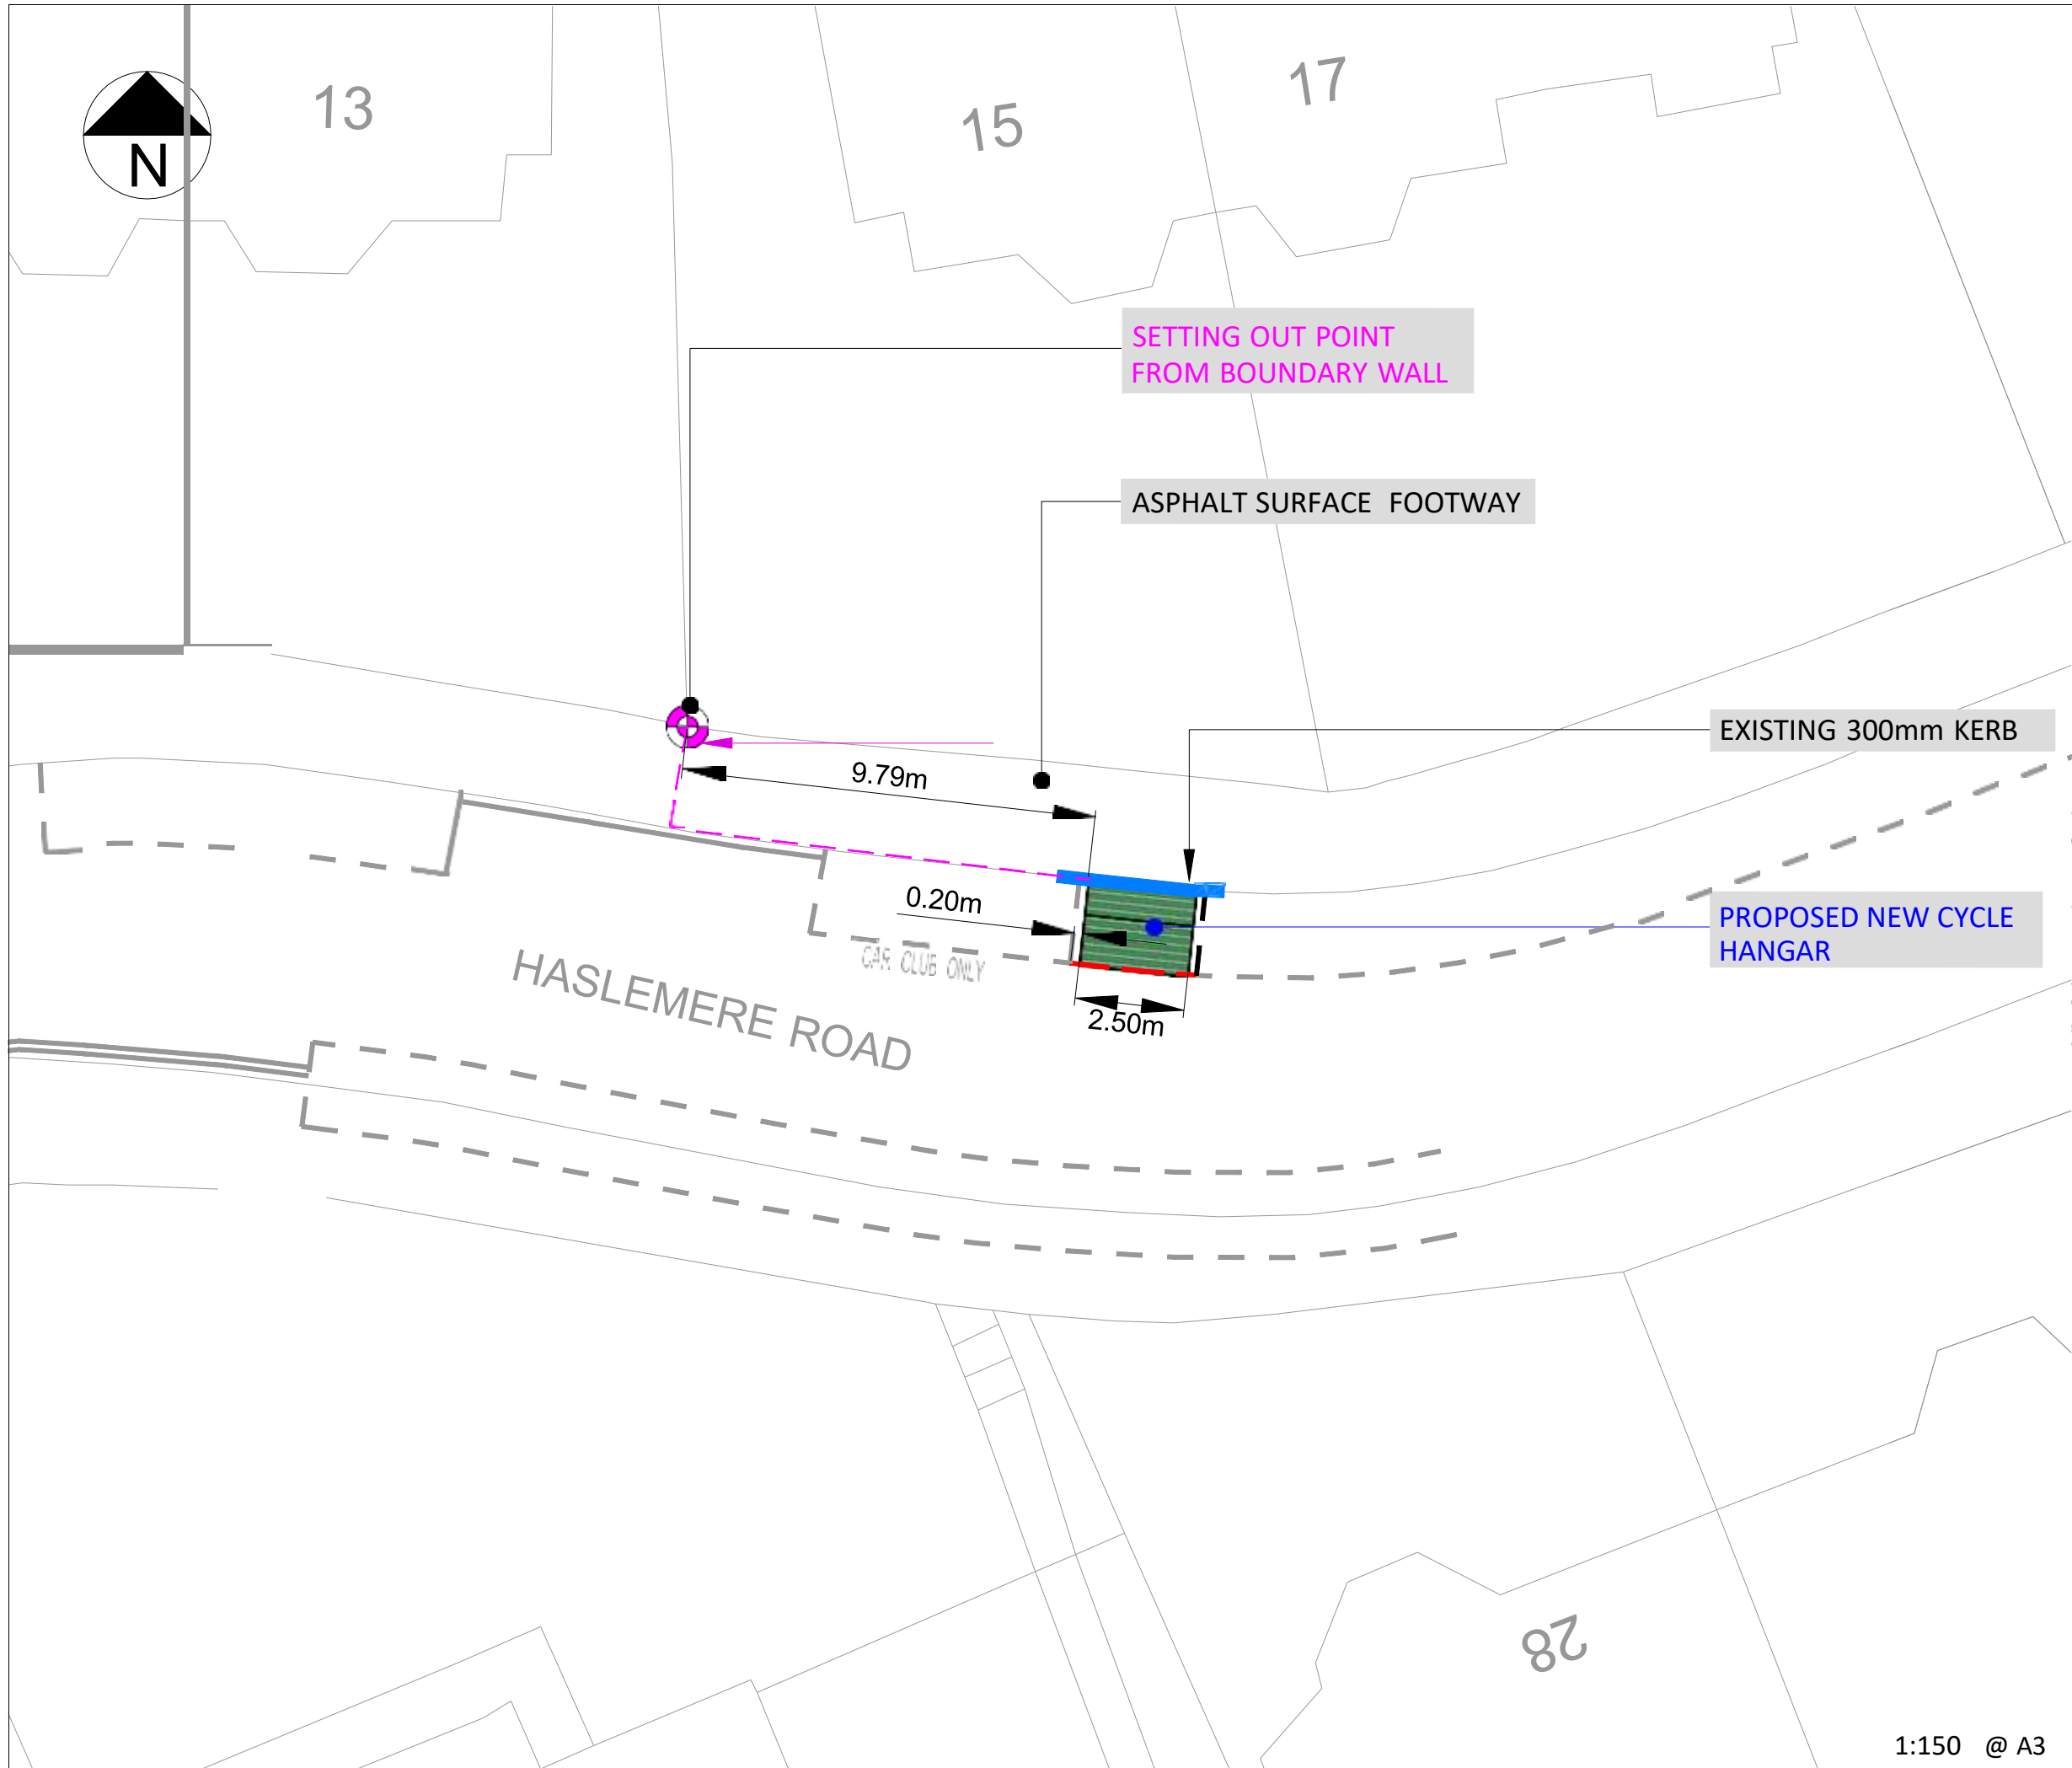 13
15
17
N
SETTING OUT POINT
FROM BOUNDARY WALL
ASPHALT SURFACE FOOTWAY
EXISTING 300mm KERB
9.79m
0.20m
PROPOSED NEW CYCLE
HANGAR
CAR CLUB ONLY
HASLEMERE ROAD
2.50m
28
1:150 @ A3